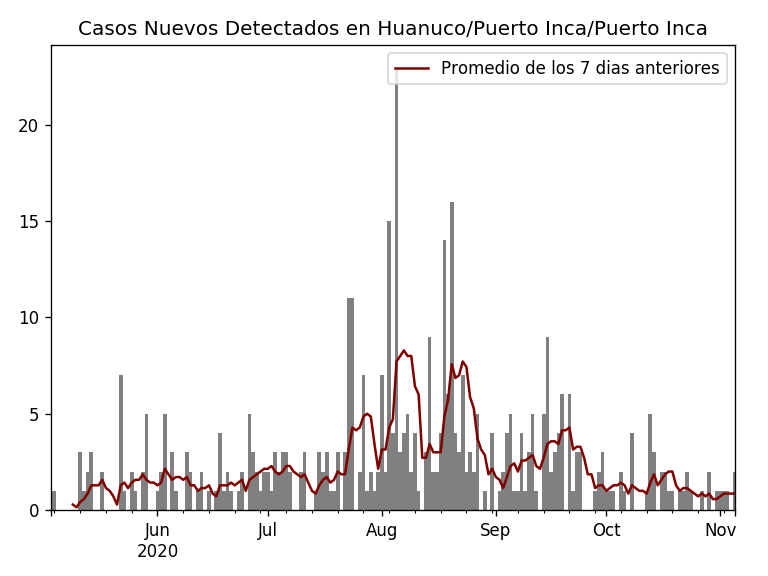 Casos Nuevos Detectados en Huanuco/Puerto Inca/Puerto Inca
Promedio de los 7 dias anteriores
20
15
10
5
0
Jun Jul Aug Sep Oct Nov
2020